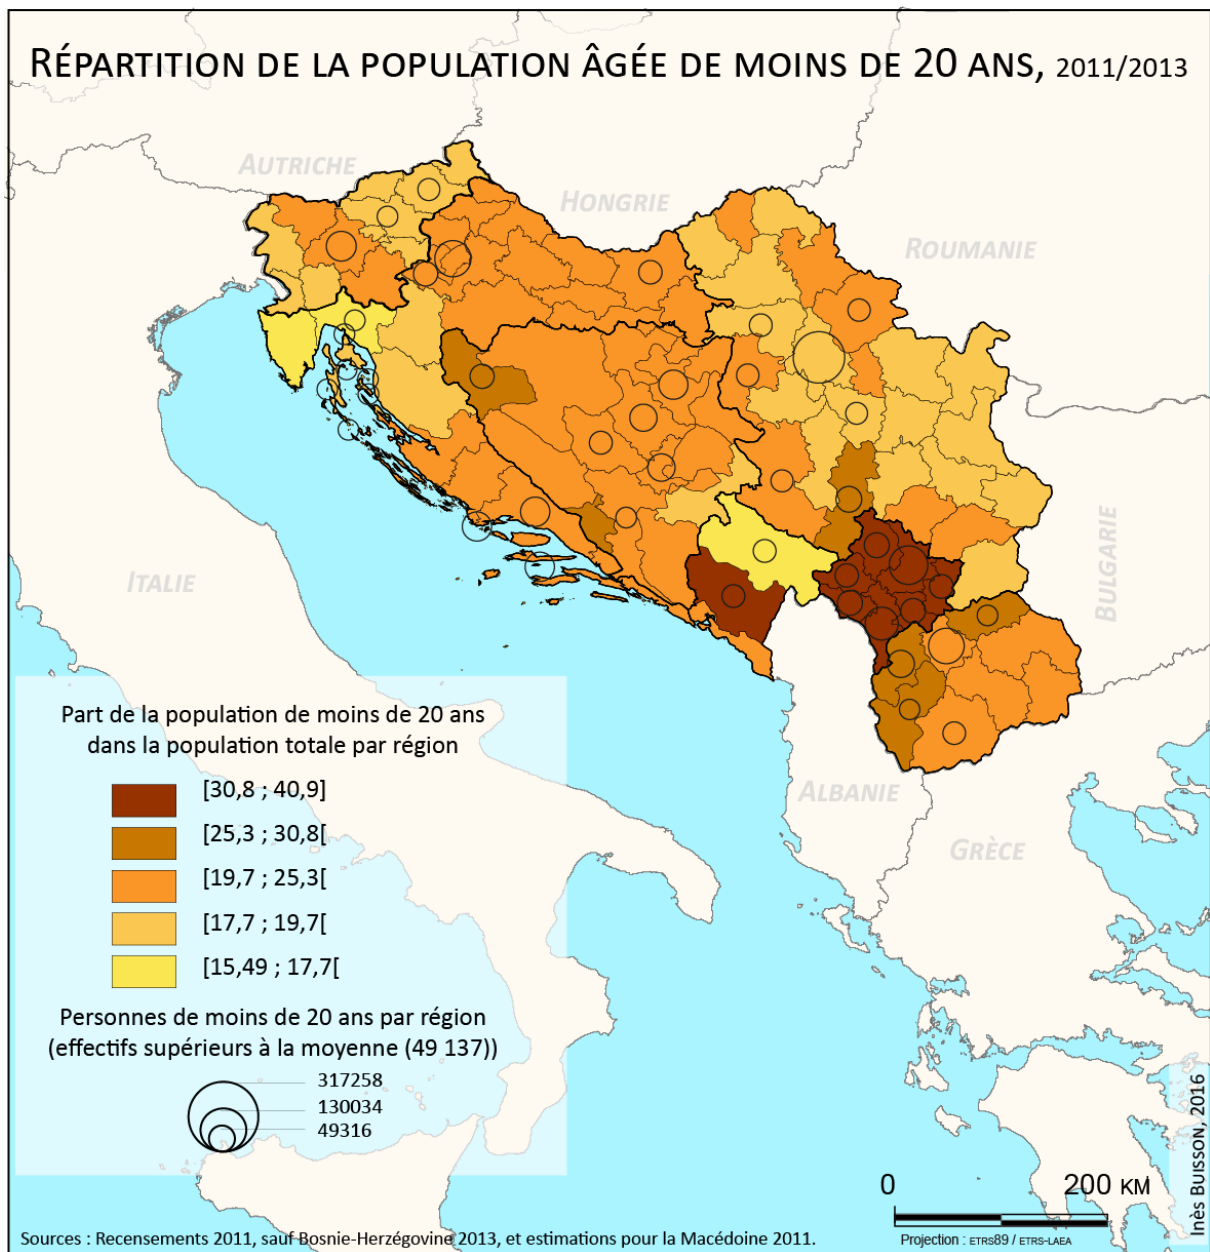 RÉPARTITION DE LA POPULATION ÂGÉE DE MOINS DE 20 ANS, 2011/2013
AUTRICHE
HONGRIE
ROUMANIE
ITALIE
BULGARIE
ALBANIE
GRÈCE
Part de la population de moins de 20 ans
dans la population totale par région
[30,8 ; 40,9]
[25,3 ; 30,8[
[19,7 ; 25,3[
[17,7 ; 19,7[
[15,49 ; 17,7[
Personnes de moins de 20 ans par région
(effectifs supérieurs à la moyenne (49 137))
317258
130034
49316
0 200 KM
Projection : ETRS89 / ETRS-LAEA
Inès BUISSON, 2016
Sources : Recensements 2011, sauf Bosnie-Herzégovine 2013, et estimations pour la Macédoine 2011.